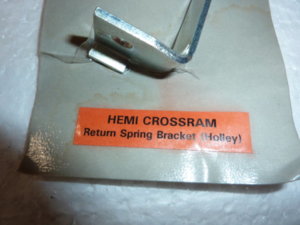 HEMI CROSSRAM
Return Spring Bracket (Holley)